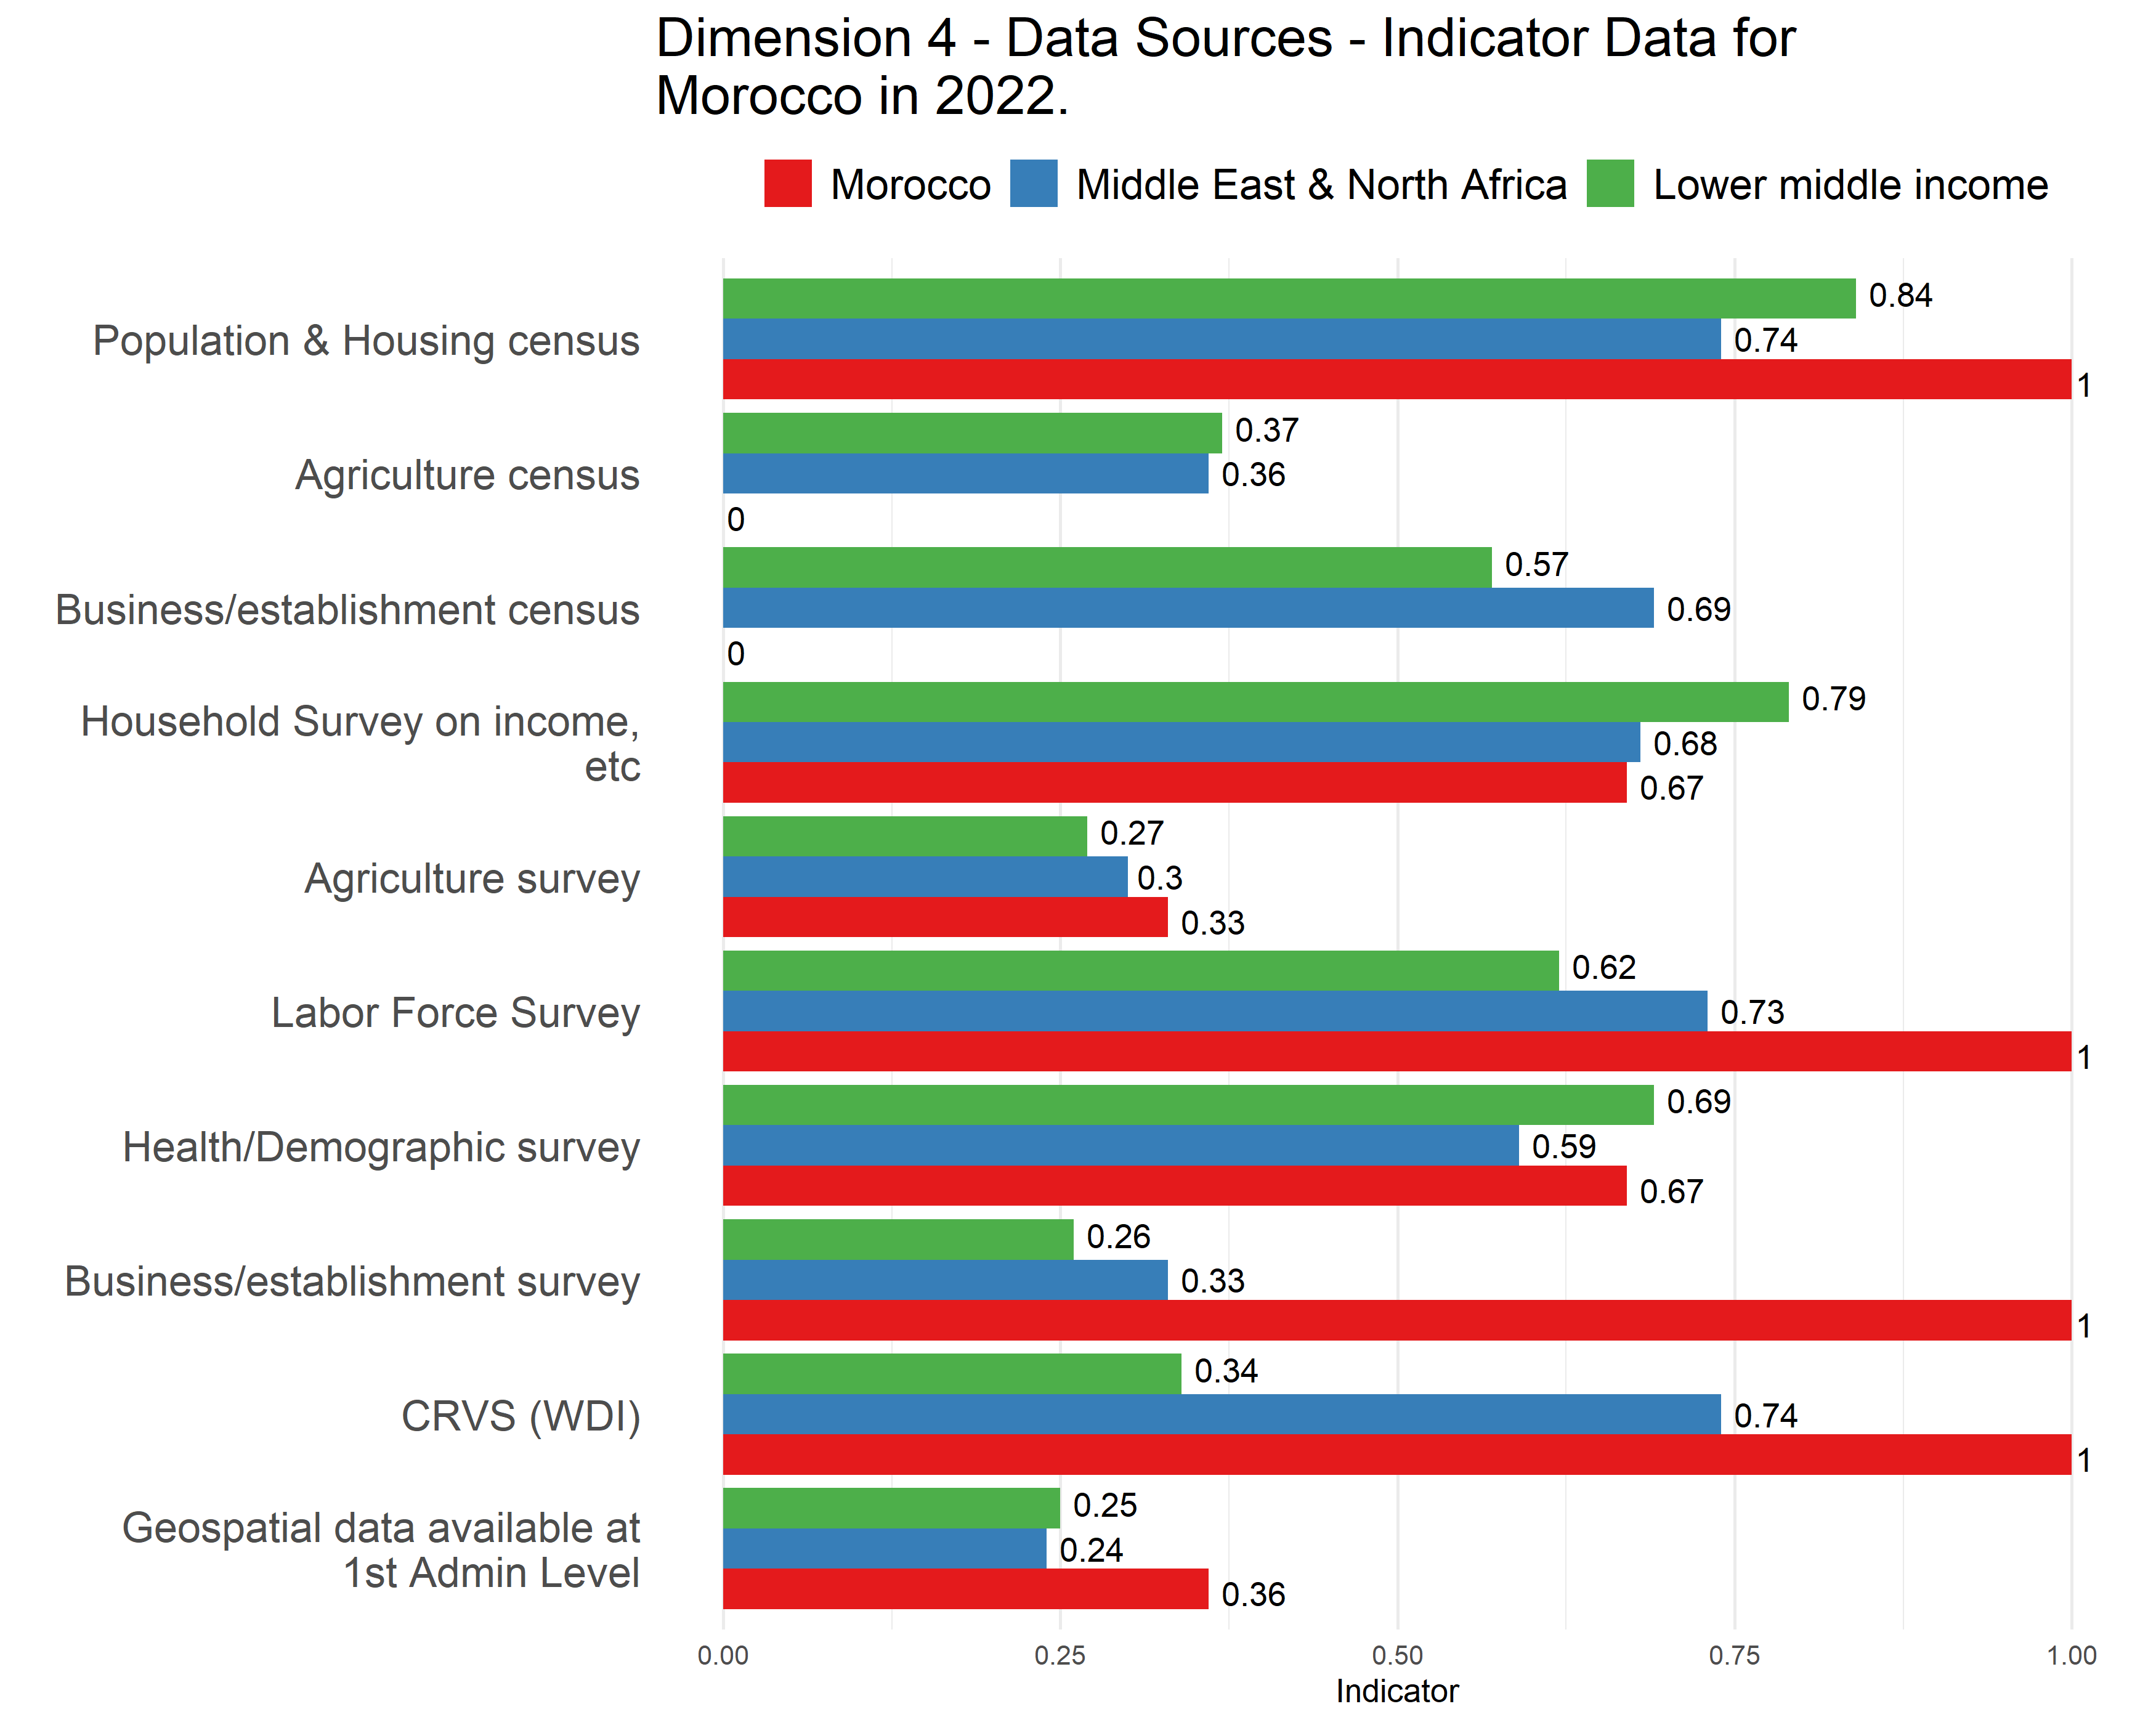 Dimension 4 - Data Sources - Indicator Data for
Morocco in 2022.
Morocco Middle East & North Africa Lower middle income
Population & Housing census
0.84
0.74
1
Agriculture census
0.37
0.36
0
Business/establishment census
0.57
0.69
0
Household Survey on income,
etc
0.79
0.68
0.67
Agriculture survey
0.27
0.3
0.33
Labor Force Survey
0.62
0.73
1
Health/Demographic survey
0.69
0.59
0.67
Business/establishment survey
0.26
0.33
1
CRVS (WDI)
0.34
0.74
1
Geospatial data available at
1st Admin Level
0.25
0.24
0.36
0.00 0.25 0.50 0.75 1.00
Indicator